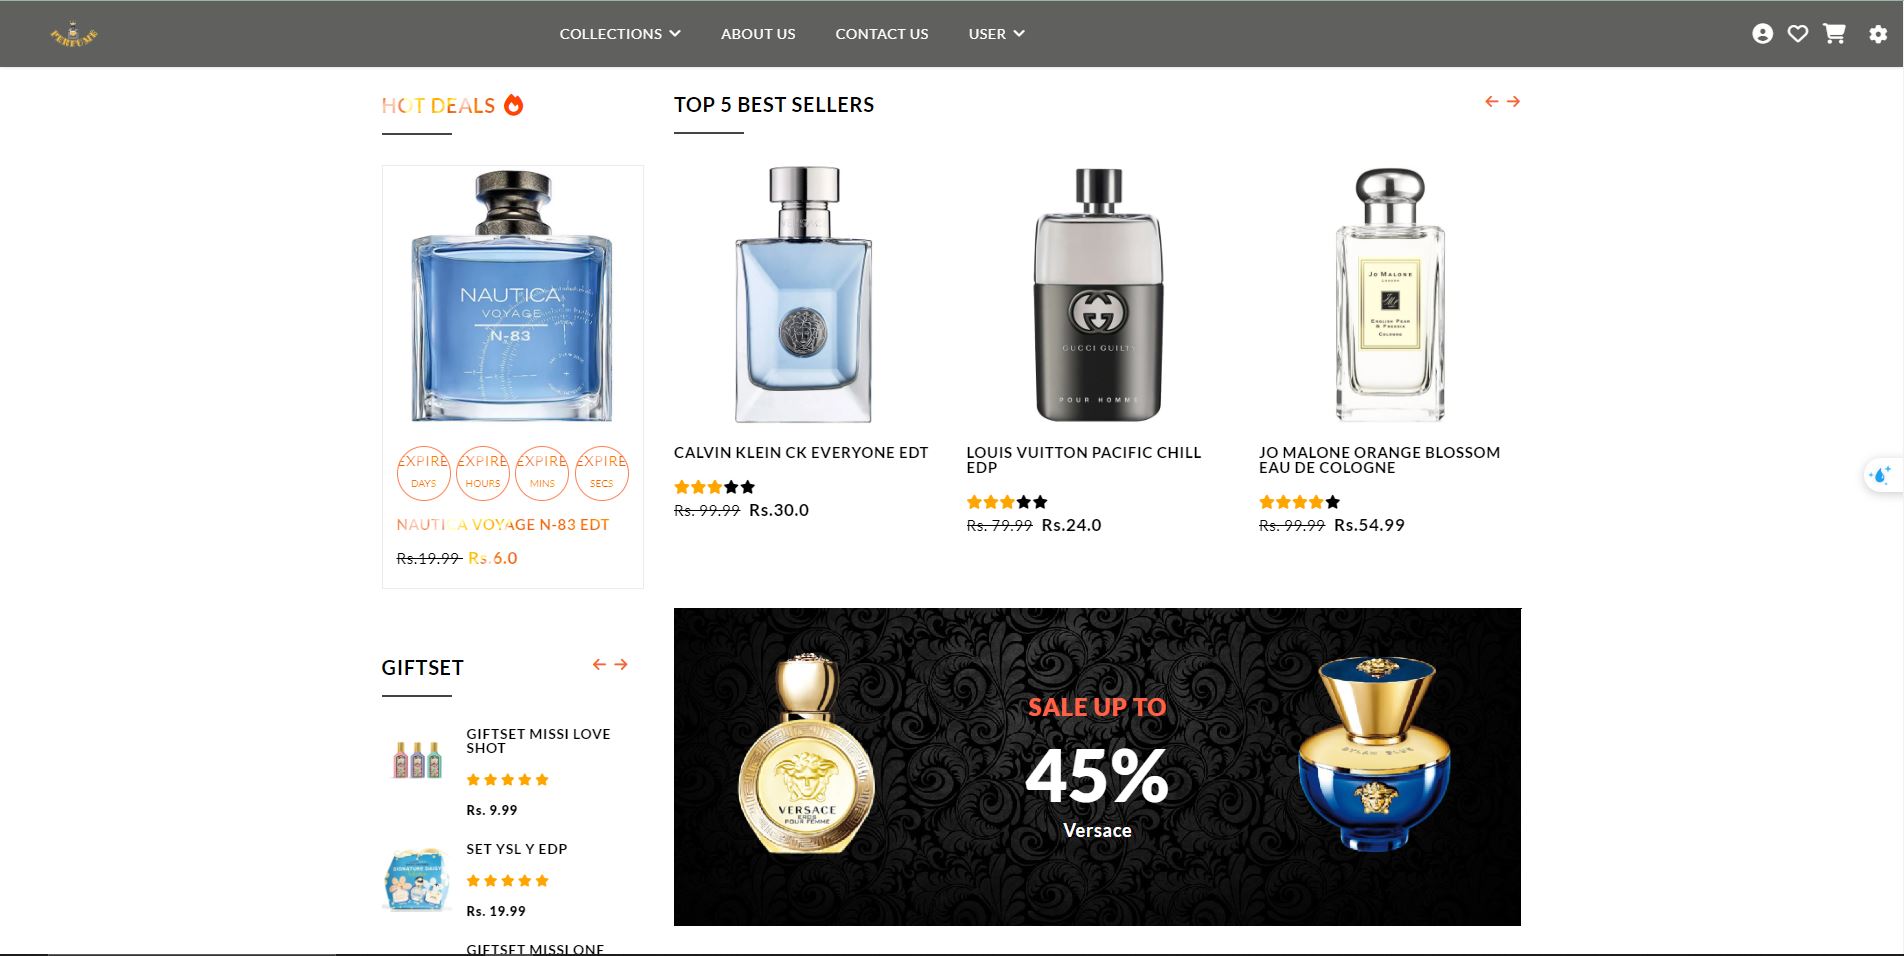 PERFUME
COLLECTIONS
ABOUT US
CONTACT US
USER
HOT DEALS
NAUTICA
VOYAGE
N-83
EXPIRE
DAYS
EXPIRE
HOURS
EXPIRE
MINS
EXPIRE
SECS
NAUTICA VOYAGE N-83 EDT
Rs.19.99 Rs.6.0
GIFTSET
GIFTSET MISSI LOVE
SHOT
Rs. 9.99
SIGNATURE DAISY
SET YSL Y EDP
Rs. 19.99
GIFTSET MISSI ONE
TOP 5 BEST SELLERS
CALVIN KLEIN CK EVERYONE EDT
Rs. 99.99 Rs.30.0
GUCCI GUILTY
POUR HOMME
LOUIS VUITTON PACIFIC CHILL
EDP
Rs. 79.99 Rs.24.0
JO MALONE
LONDON
ENGLISH PEAR
& FREESIA
COLOGNE
JO MALONE ORANGE BLOSSOM
EAU DE COLOGNE
Rs. 99.99 Rs.54.99
VERSACE
EROS
POUR FEMME
SALE UP TO
45%
Versace
DYLAN BLUE